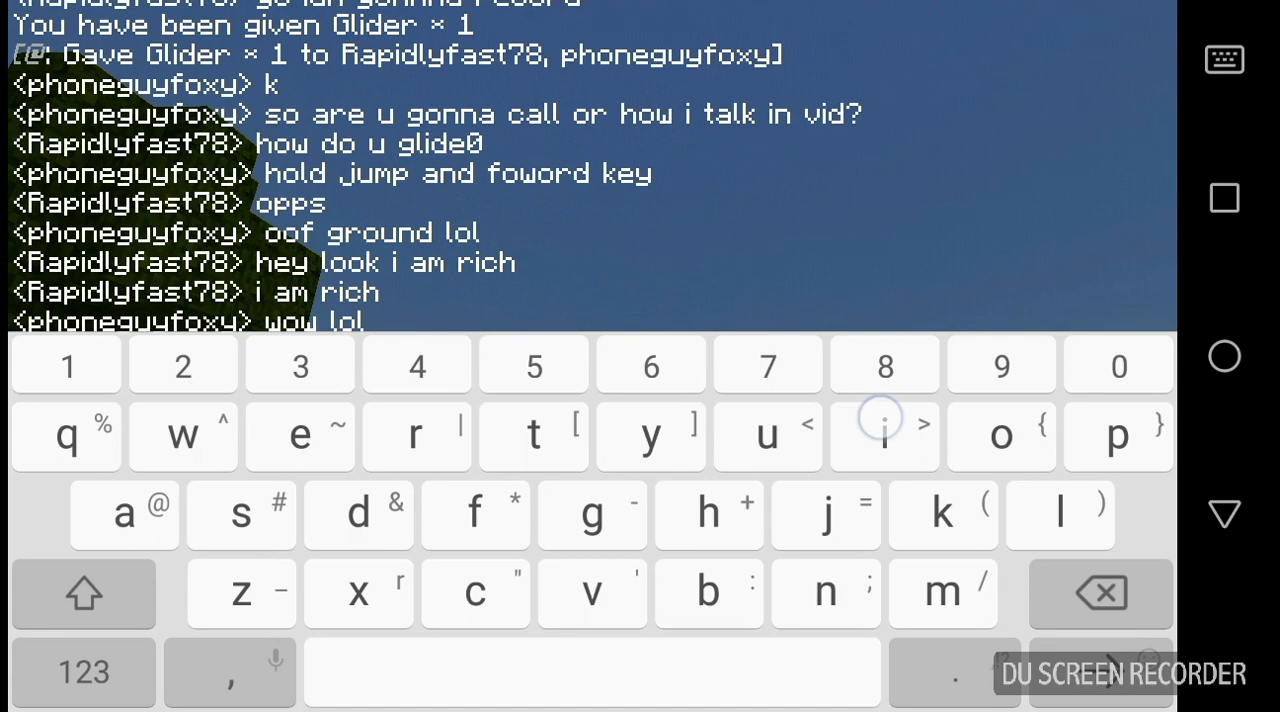 You have been given Glider × 1
[@: Gave Glider × 1 to Rapidlyfast78, phoneguyfoxy]
<phoneguyfoxy> k
<phoneguyfoxy> so are u gonna call or how i talk in vid?
<Rapidlyfast78> how do u glide0
<phoneguyfoxy> hold jump and foword key
<Rapidlyfast78> opps
<phoneguyfoxy> oof ground lol
<Rapidlyfast78> hey look i am rich
<Rapidlyfast78> i am rich
<phoneguyfoxy> wow lol
1 2 3 4 5 6 7 8 9 0
q % w ^ e ~ r | t [ y ] u < i > o { p }
a @ s # d & f * g - h + j = k ( l )
z _ x r c " v ' b : n ; m /
123 , .
DU SCREEN RECORDER